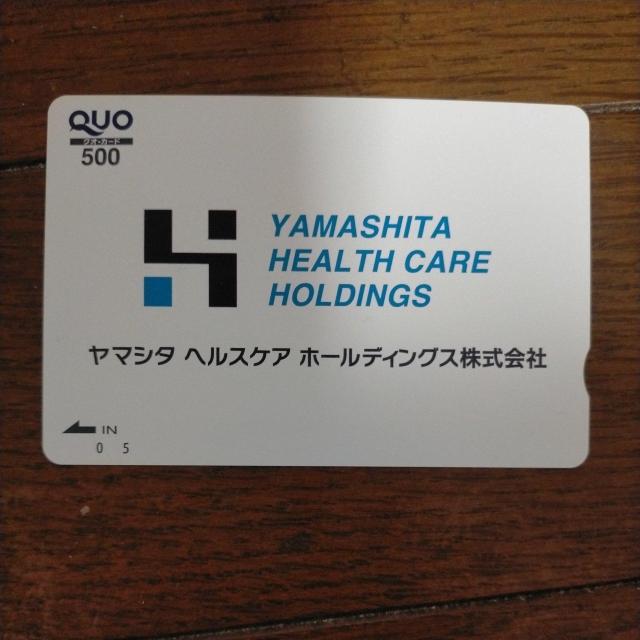 QUO
クオ・カード
500
YAMASHITA
HEALTH CARE
HOLDINGS
ヤマシタ ヘルスケア ホールディングス株式会社
IN
0 5